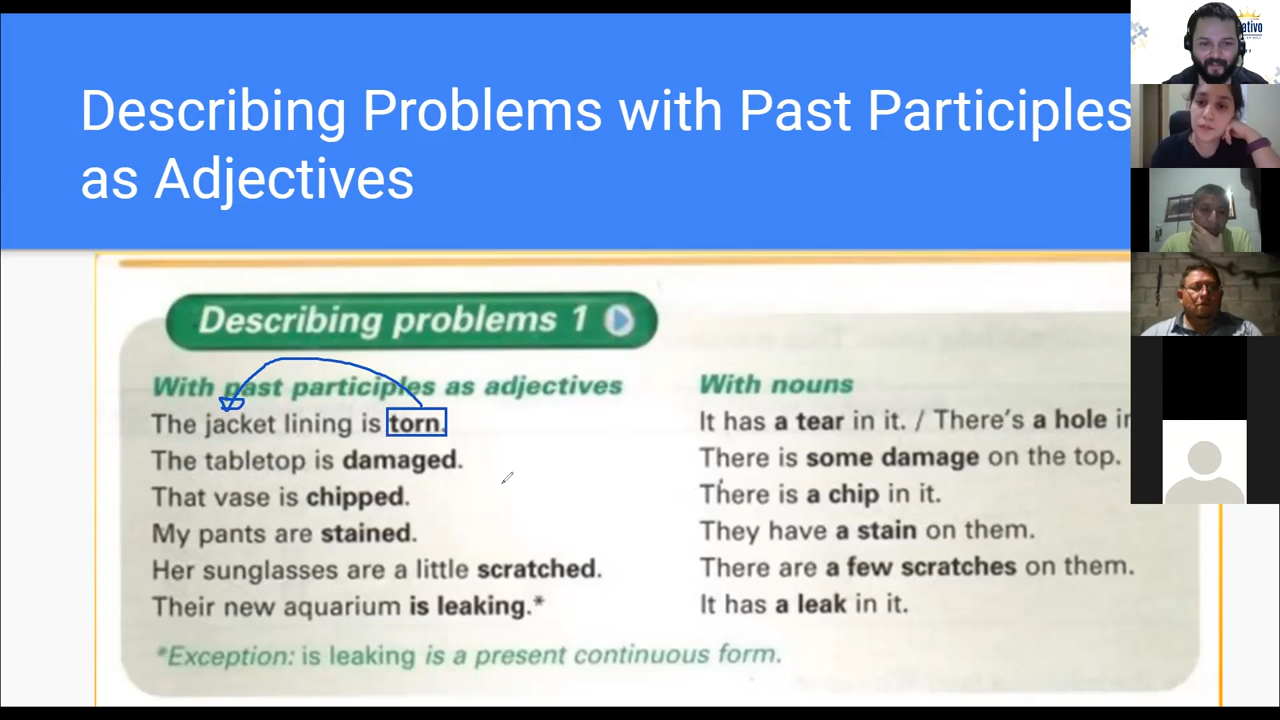 Describing Problems with Past Participles
as Adjectives
Describing problems 1
With past participles as adjectives
The jacket lining is torn.
The tabletop is damaged.
That vase is chipped.
My pants are stained.
Her sunglasses are a little scratched.
Their new aquarium is leaking.*
With nouns
It has a tear in it. / There's a hole in
There is some damage on the top.
There is a chip in it.
They have a stain on them.
There are a few scratches on them.
It has a leak in it.
*Exception: is leaking is a present continuous form.